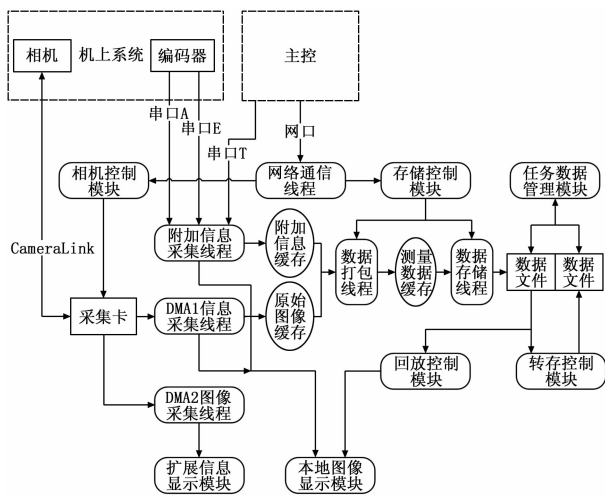 相机
机上系统
编码器
主控
串口A
串口E
串口T
网口
相机控制
模块
网络通信
线程
存储控制
模块
任务数据
管理模块
CameraLink
附加信息
采集线程
附加
信息
缓存
数据
打包
线程
测量
数据
缓存
数据
存储
线程
数据
文件
数据
文件
采集卡
DMA1信息
采集线程
原始
图像
缓存
回放控制
模块
转存控制
模块
DMA2图像
采集线程
扩展信息
显示模块
本地图像
显示模块